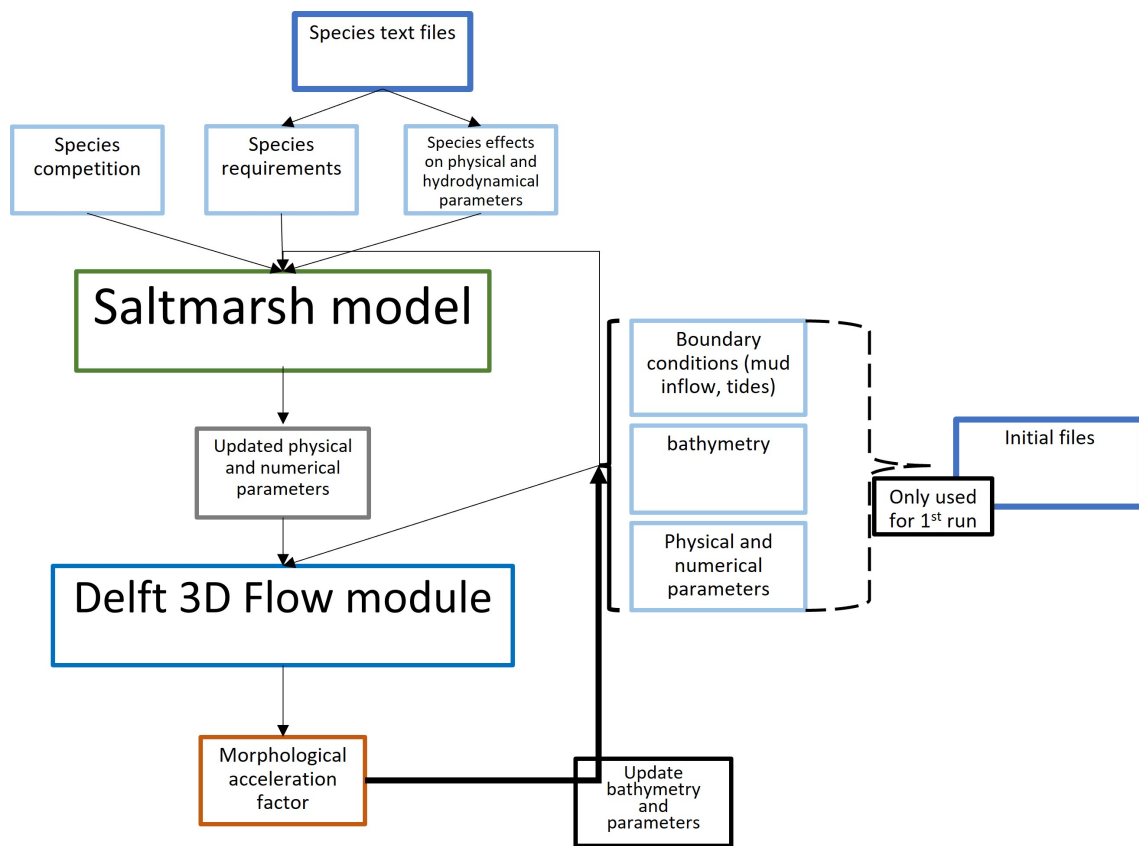 Species text files
Species
competition
Species
requirements
Species effects
on physical and
hydrodynamical
parameters
Saltmarsh model
Updated physical
and numerical
parameters
Delft 3D Flow module
Morphological
acceleration
factor
Boundary
conditions (mud
inflow, tides)
bathymetry
Physical and
numerical
parameters
Initial files
Only used
for 1st run
Update
bathymetry
and
parameters